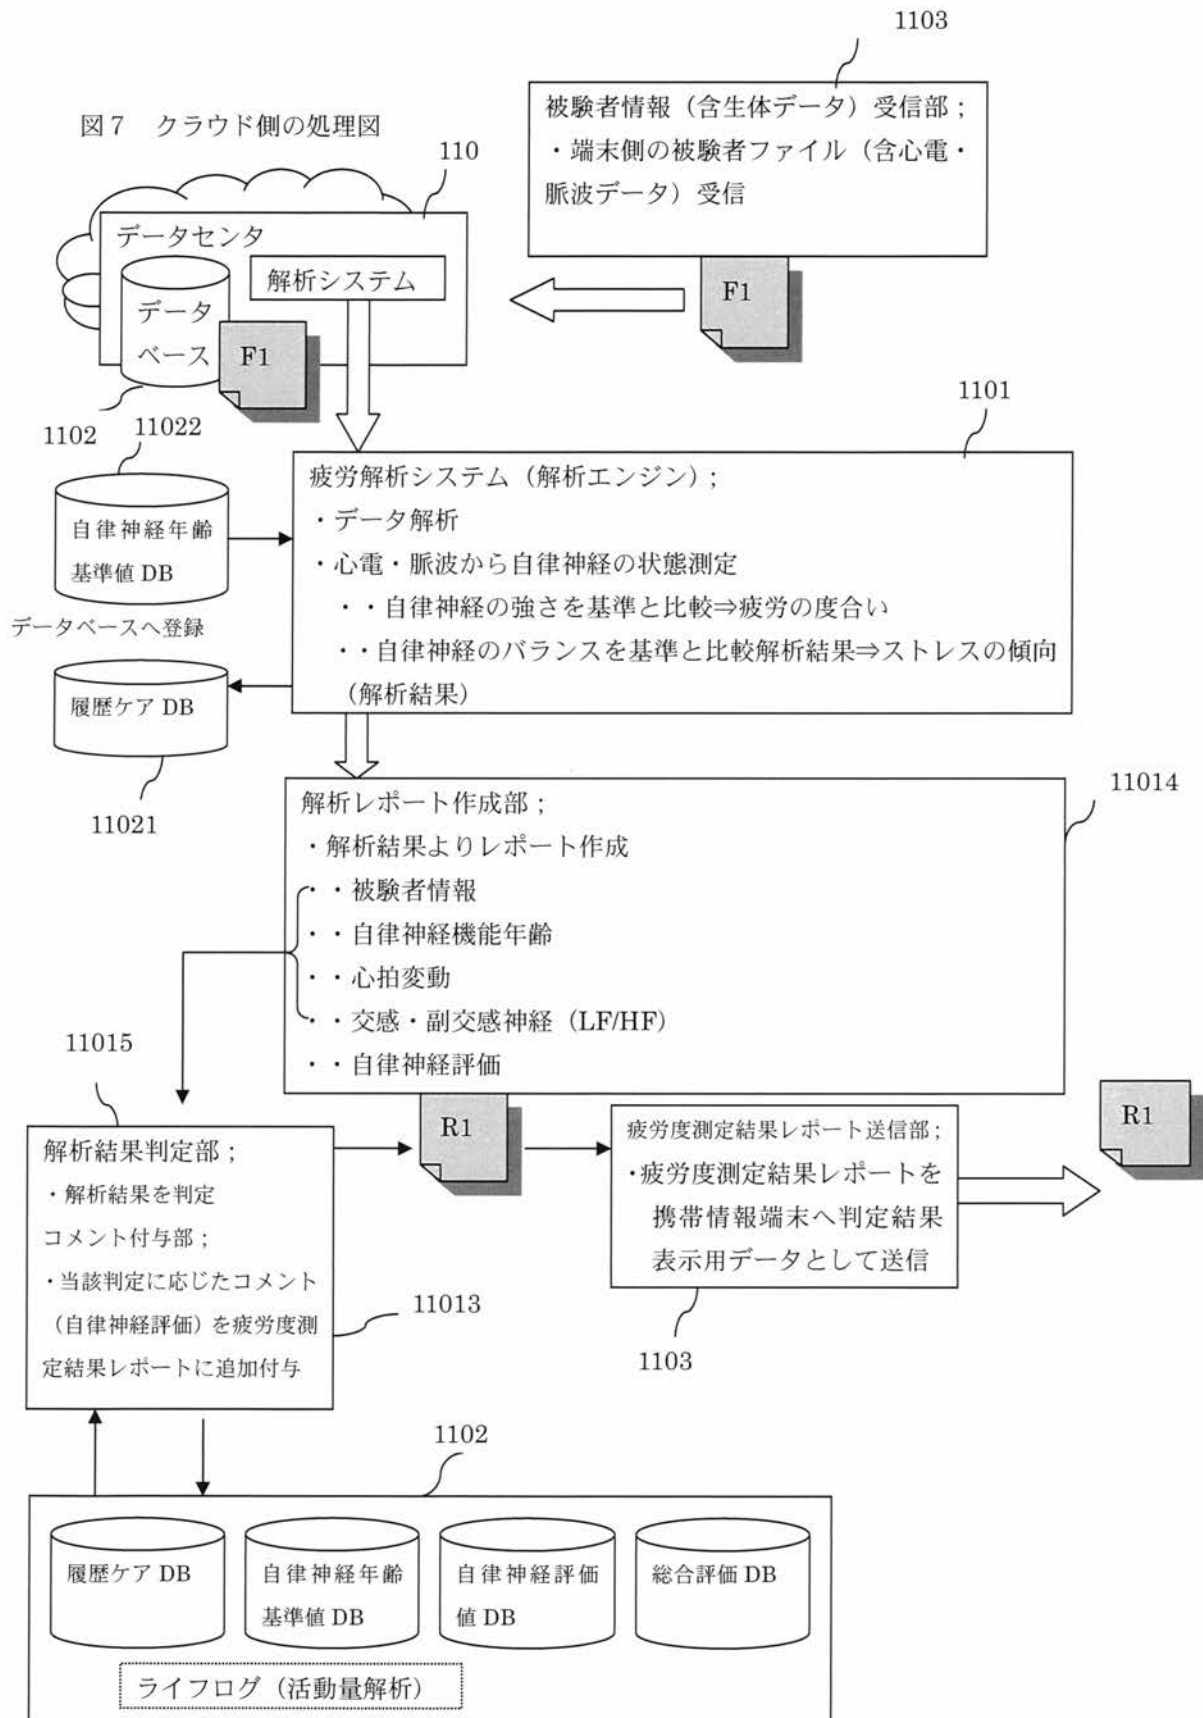 1103
被験者情報（含生体データ）受信部；
・端末側の被験者ファイル（含心電・
脈波データ）受信
図７　クラウド側の処理図
110
データセンタ
解析システム
データ
ベース
F1
F1
1102
11022
1101
自律神経年齢
基準値 DB
疲労解析システム（解析エンジン）；
・データ解析
・心電・脈波から自律神経の状態測定
・・自律神経の強さを基準と比較⇒疲労の度合い
・・自律神経のバランスを基準と比較解析結果⇒ストレスの傾向
（解析結果）
データベースへ登録
履歴ケア DB
11021
11014
解析レポート作成部；
・解析結果よりレポート作成
・・被験者情報
・・自律神経機能年齢
・・心拍変動
・・交感・副交感神経（LF/HF）
・・自律神経評価
11015
R1
解析結果判定部；
・解析結果を判定
コメント付与部；
・当該判定に応じたコメント
（自律神経評価）を疲労度測
定結果レポートに追加付与
11013
疲労度測定結果レポート送信部；
・疲労度測定結果レポートを
携帯情報端末へ判定結果
表示用データとして送信
1103
R1
1102
履歴ケア DB
自律神経年齢
基準値 DB
自律神経評価
値 DB
総合評価 DB
ライフログ（活動量解析）